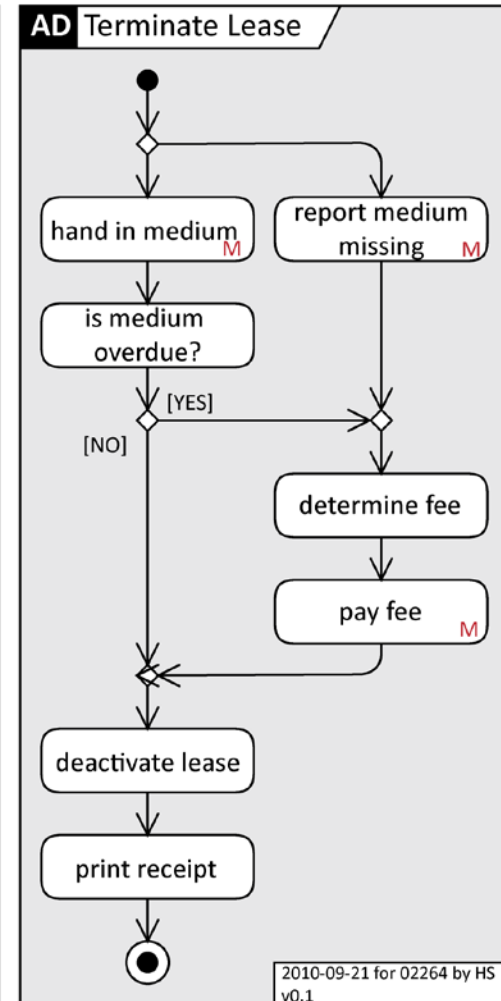 AD Terminate Lease
hand in medium
M
report medium
missing
M
is medium
overdue?
[YES]
[NO]
determine fee
pay fee
M
deactivate lease
print receipt
2010-09-21 for 02264 by HS
v0.1